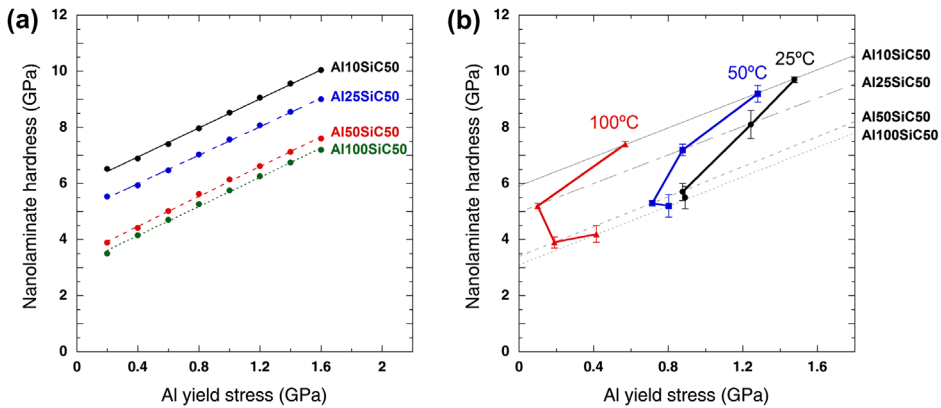 (a)
Nanolaminate hardness (GPa)
12
10
8
6
4
2
0
0
0.4
0.8
1.2
1.6
2
Al yield stress (GPa)
Al10SiC50
Al25SiC50
Al50SiC50
Al100SiC50
(b)
Nanolaminate hardness (GPa)
12
10
8
6
4
2
0
0
0.4
0.8
1.2
1.6
Al yield stress (GPa)
100ºC
50ºC
25ºC
Al10SiC50
Al25SiC50
Al50SiC50
Al100SiC50